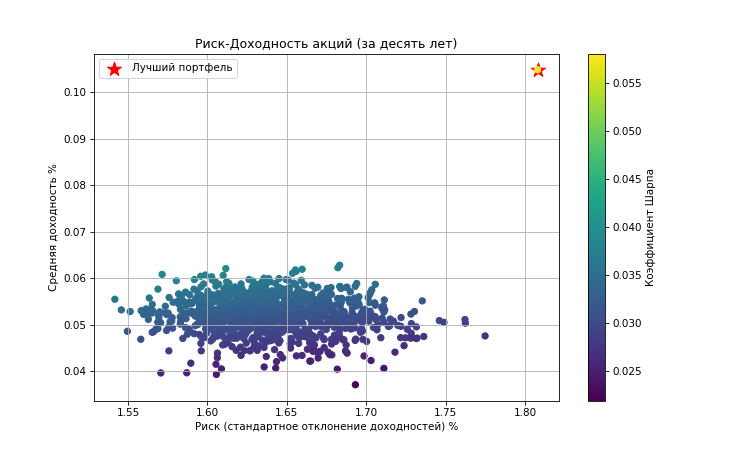 Риск-Доходность акций (за десять лет)
Лучший портфель
Средняя доходность %
0.10
0.09
0.08
0.07
0.06
0.05
0.04
1.55 1.60 1.65 1.70 1.75 1.80
Риск (стандартное отклонение доходностей) %
0.055
0.050
0.045
0.040
0.035
0.030
0.025
Коэффициент Шарпа